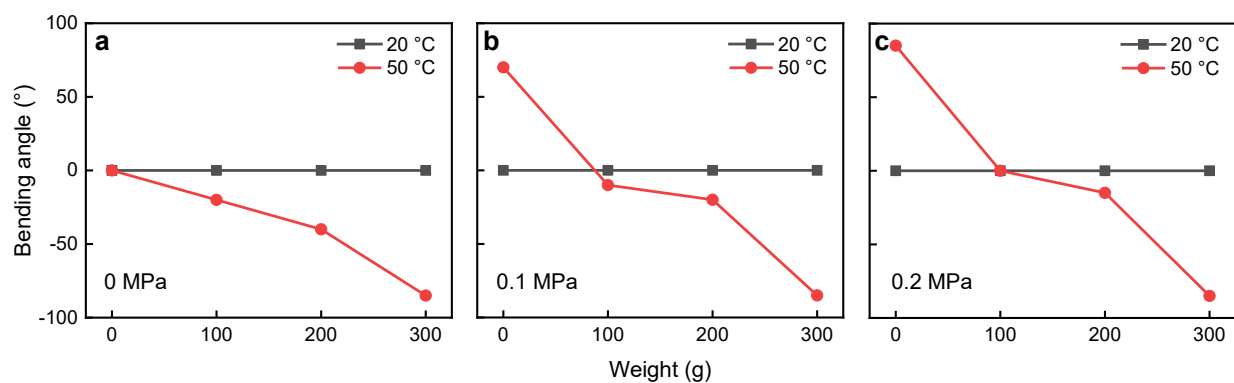 Bending angle (°)
100
50
0
-50
-100
a
20 °C
50 °C
0 MPa
0 100 200 300
b
20 °C
50 °C
0.1 MPa
0 100 200 300
c
20 °C
50 °C
0.2 MPa
0 100 200 300
Weight (g)